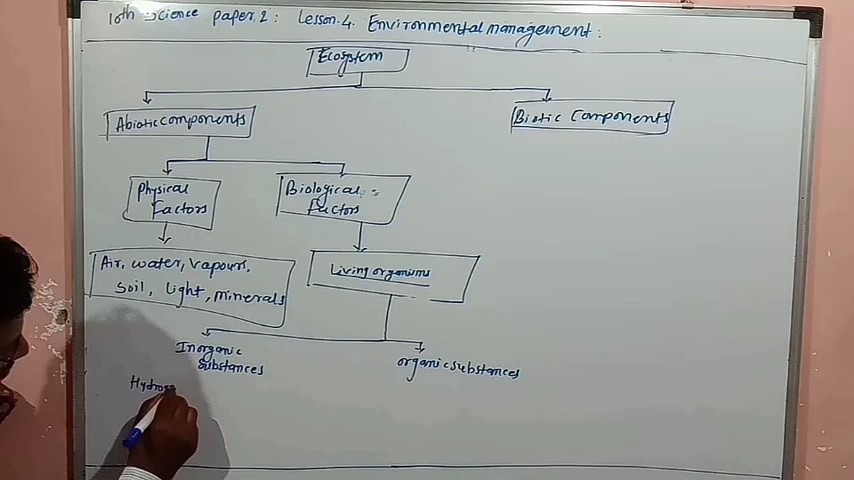 10th Science paper.2 : Lesson.4. Environmental management :
Ecosystem
Abiotic components
Biotic Components
Physical
Factors
Biological
Factors
Air, water, vapours,
Soil, light, minerals
Living organisms
Inorganic
substances
organic substances